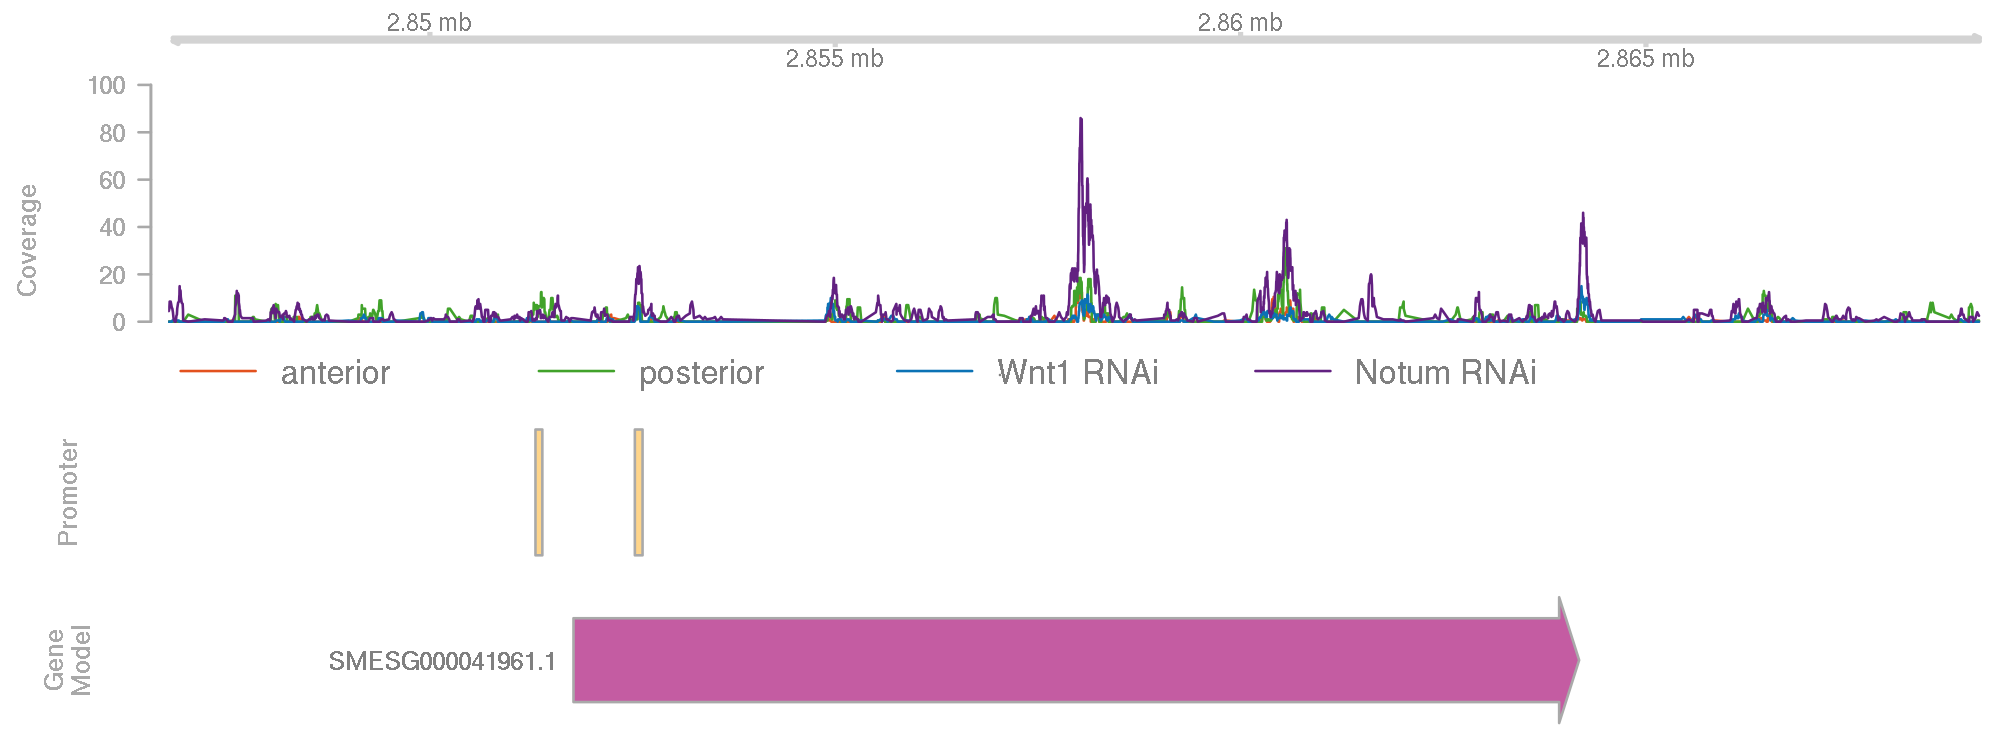 2.85 mb
2.86 mb
2.855 mb
2.865 mb
100
80
60
40
20
0
Coverage
anterior
posterior
Wnt1 RNAi
Notum RNAi
Promoter
Gene
Model
SMESG000041961.1